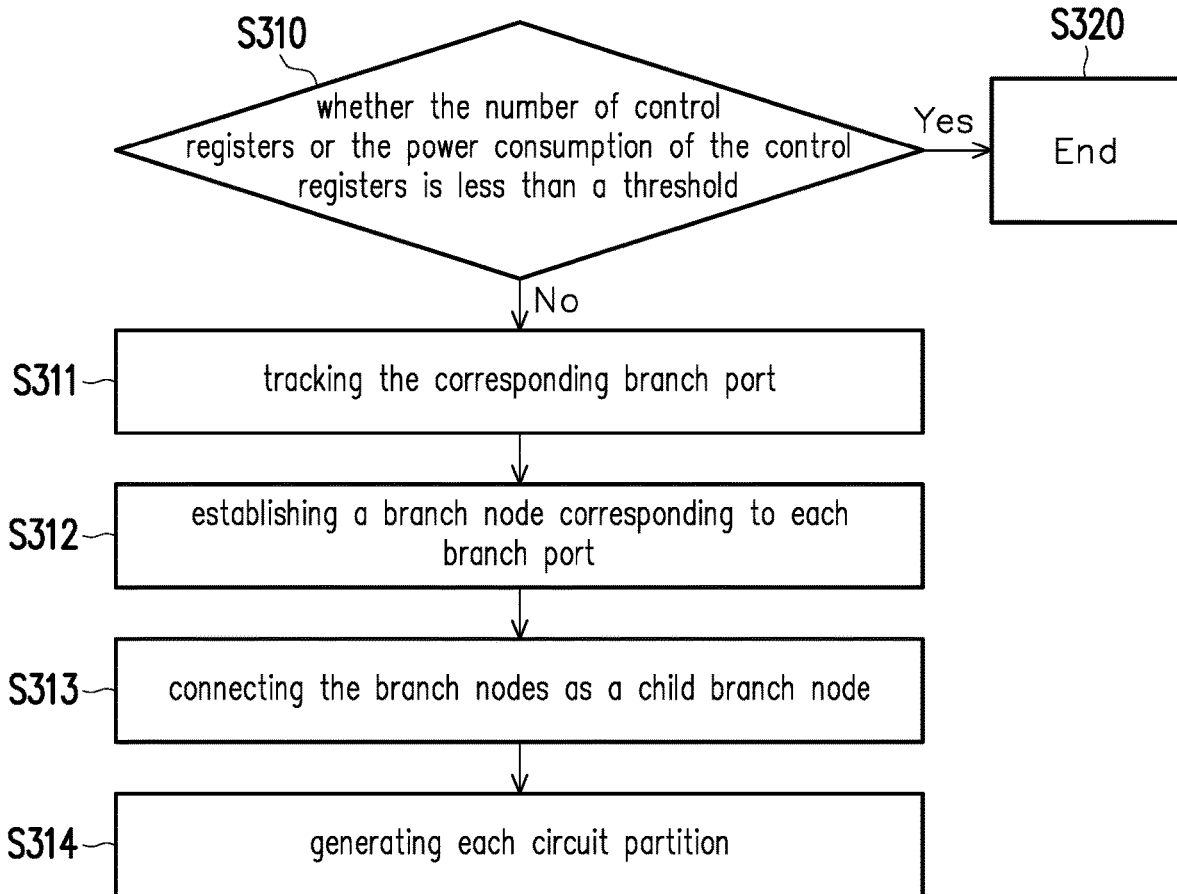 S310
S320
whether the number of control
registers or the power consumption of the control
registers is less than a threshold
Yes
End
No
S311
tracking the corresponding branch port
S312
establishing a branch node corresponding to each
branch port
S313
connecting the branch nodes as a child branch node
S314
generating each circuit partition